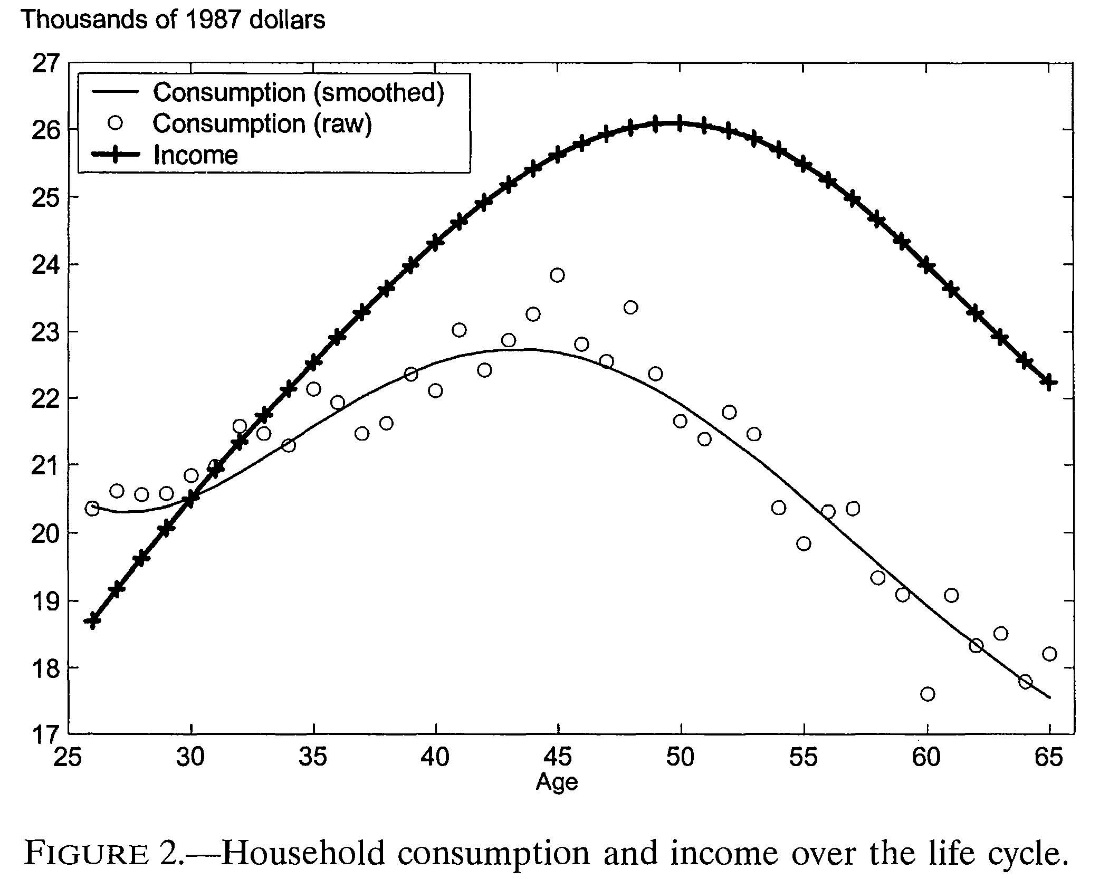 Thousands of 1987 dollars
27
26
25
24
23
22
21
20
19
18
17
Consumption (smoothed)
Consumption (raw)
Income
25 30 35 40 45 50 55 60 65
Age
FIGURE 2.—Household consumption and income over the life cycle.